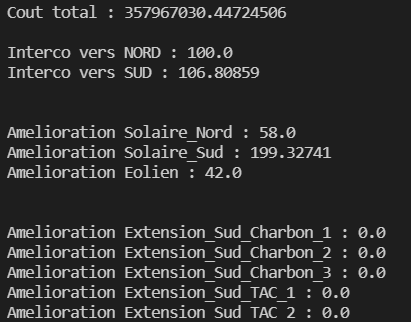 Cout total : 357967030.44724506
Interco vers NORD : 100.0
Interco vers SUD : 106.80859
Amelioration Solaire_Nord : 58.0
Amelioration Solaire_Sud : 199.32741
Amelioration Eolien : 42.0
Amelioration Extension_Sud_Charbon_1 : 0.0
Amelioration Extension_Sud_Charbon_2 : 0.0
Amelioration Extension_Sud_Charbon_3 : 0.0
Amelioration Extension_Sud_TAC_1 : 0.0
Amelioration Extension_Sud_TAC_2 : 0.0